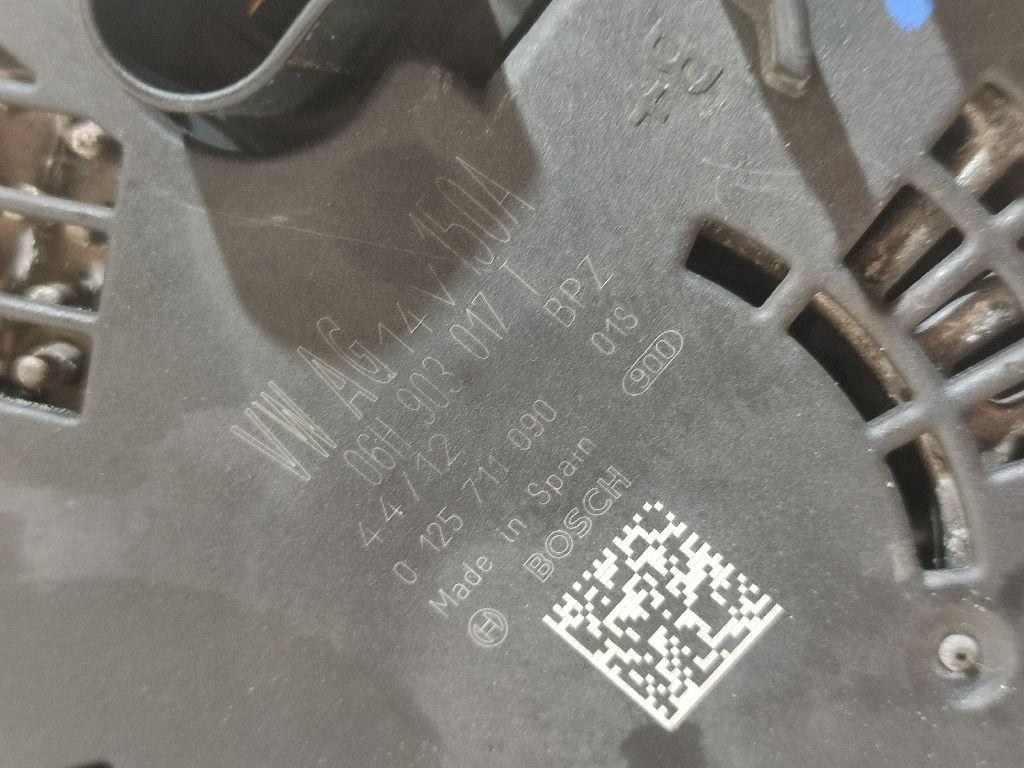 VW AG 14 V 150A
06H 903 017 T BPZ
44/12 01S
0 125 711 090 900
Made in Spain
BOSCH